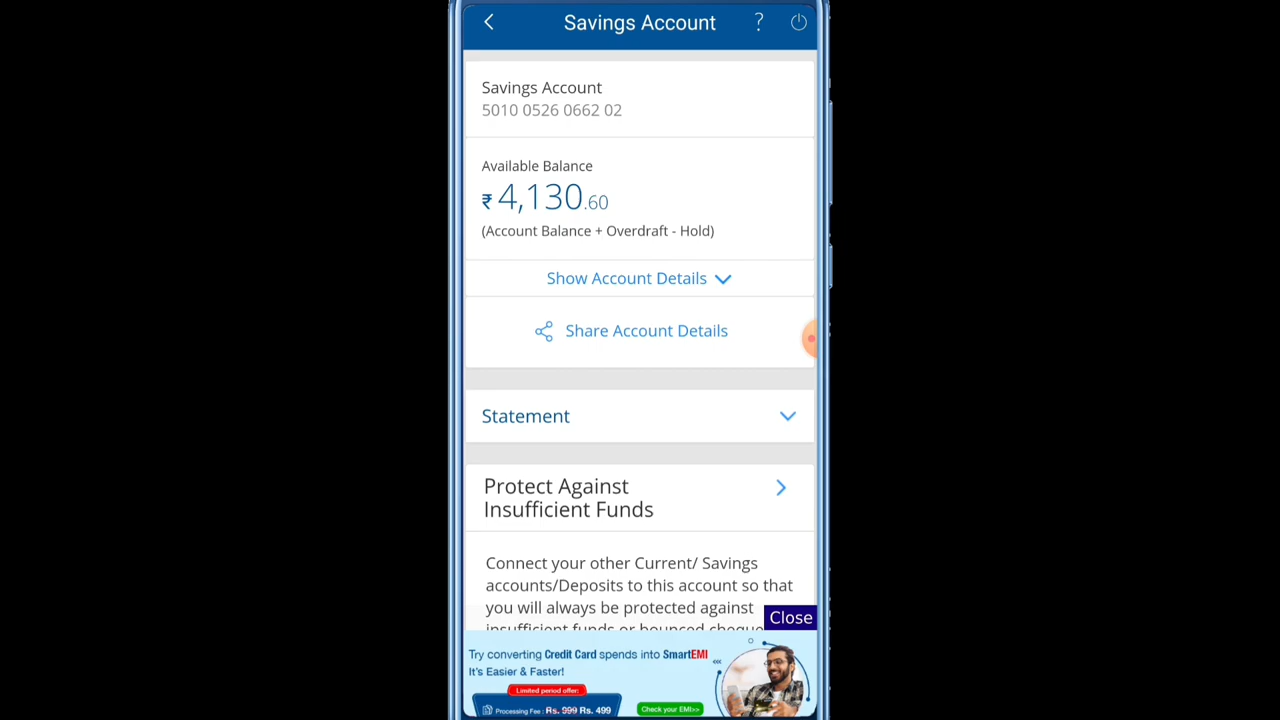 Savings Account ?
Savings Account
5010 0526 0662 02
Available Balance
₹ 4,130.60
(Account Balance + Overdraft - Hold)
Show Account Details
Share Account Details
Statement
Protect Against
Insufficient Funds
Connect your other Current/ Savings
accounts/Deposits to this account so that
you will always be protected against
insufficient funds or bounced cheque
Close
Try converting Credit Card spends into SmartEMI
It's Easier & Faster!
Limited period offer:
Processing Fee : Rs. 999 Rs. 499
Check your EMI>>